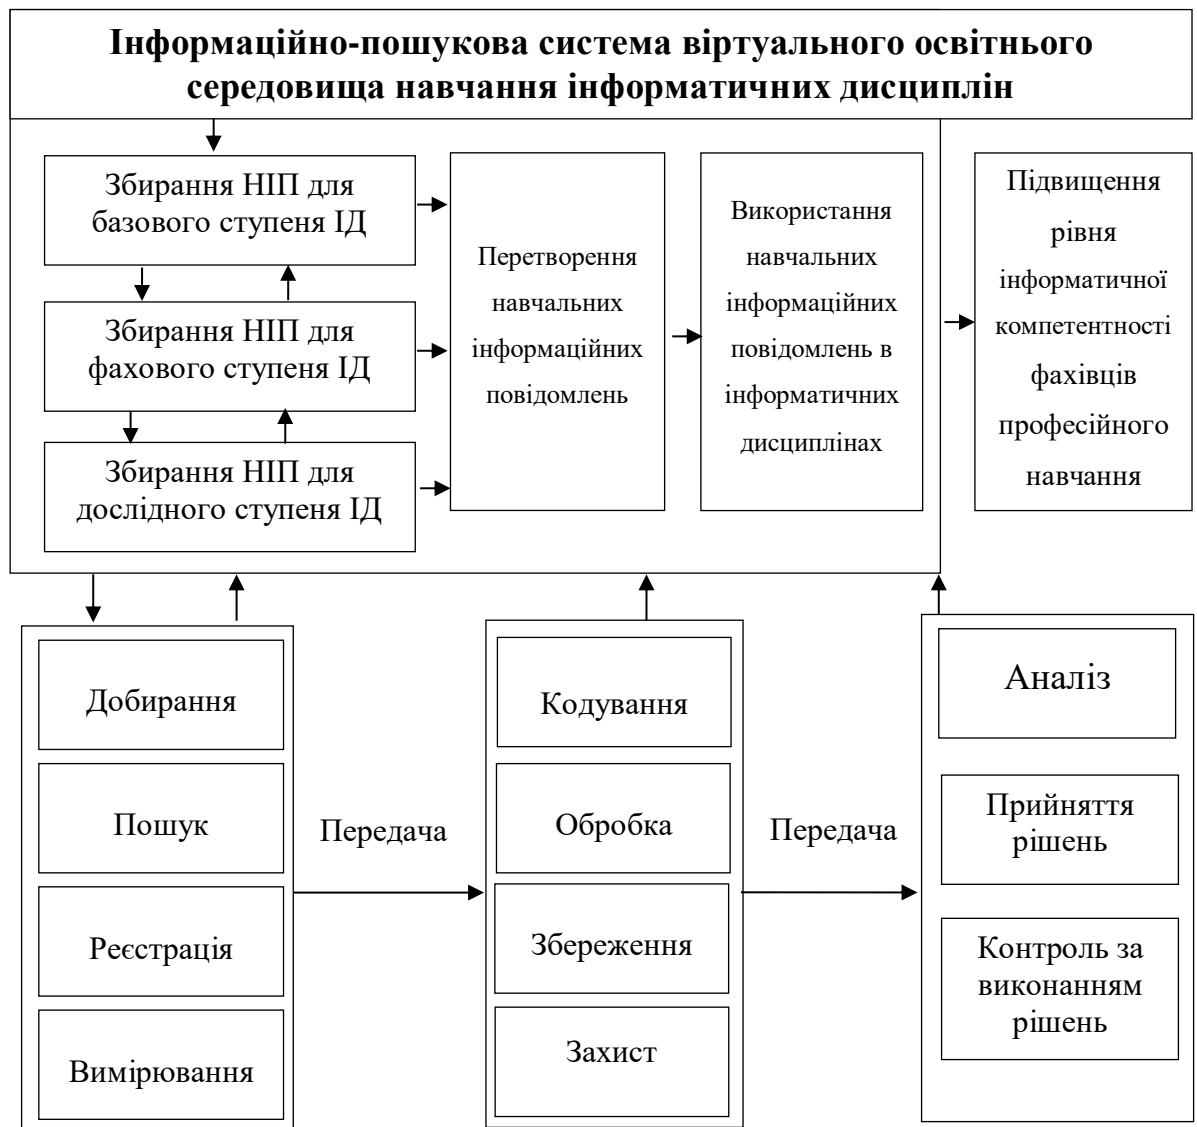 Інформаційно-пошукова система віртуального освітнього
середовища навчання інформатичних дисциплін
Збирання НІП для
базового ступеня ІД
Збирання НІП для
фахового ступеня ІД
Збирання НІП для
дослідного ступеня ІД
Перетворення
навчальних
інформаційних
повідомлень
Використання
навчальних
інформаційних
повідомлень в
інформатичних
дисциплінах
Підвищення
рівня
інформатичної
компетентності
фахівців
професійного
навчання
Добирання
Пошук
Реєстрація
Вимірювання
Передача
Кодування
Обробка
Збереження
Захист
Передача
Аналіз
Прийняття
рішень
Контроль за
виконанням
рішень